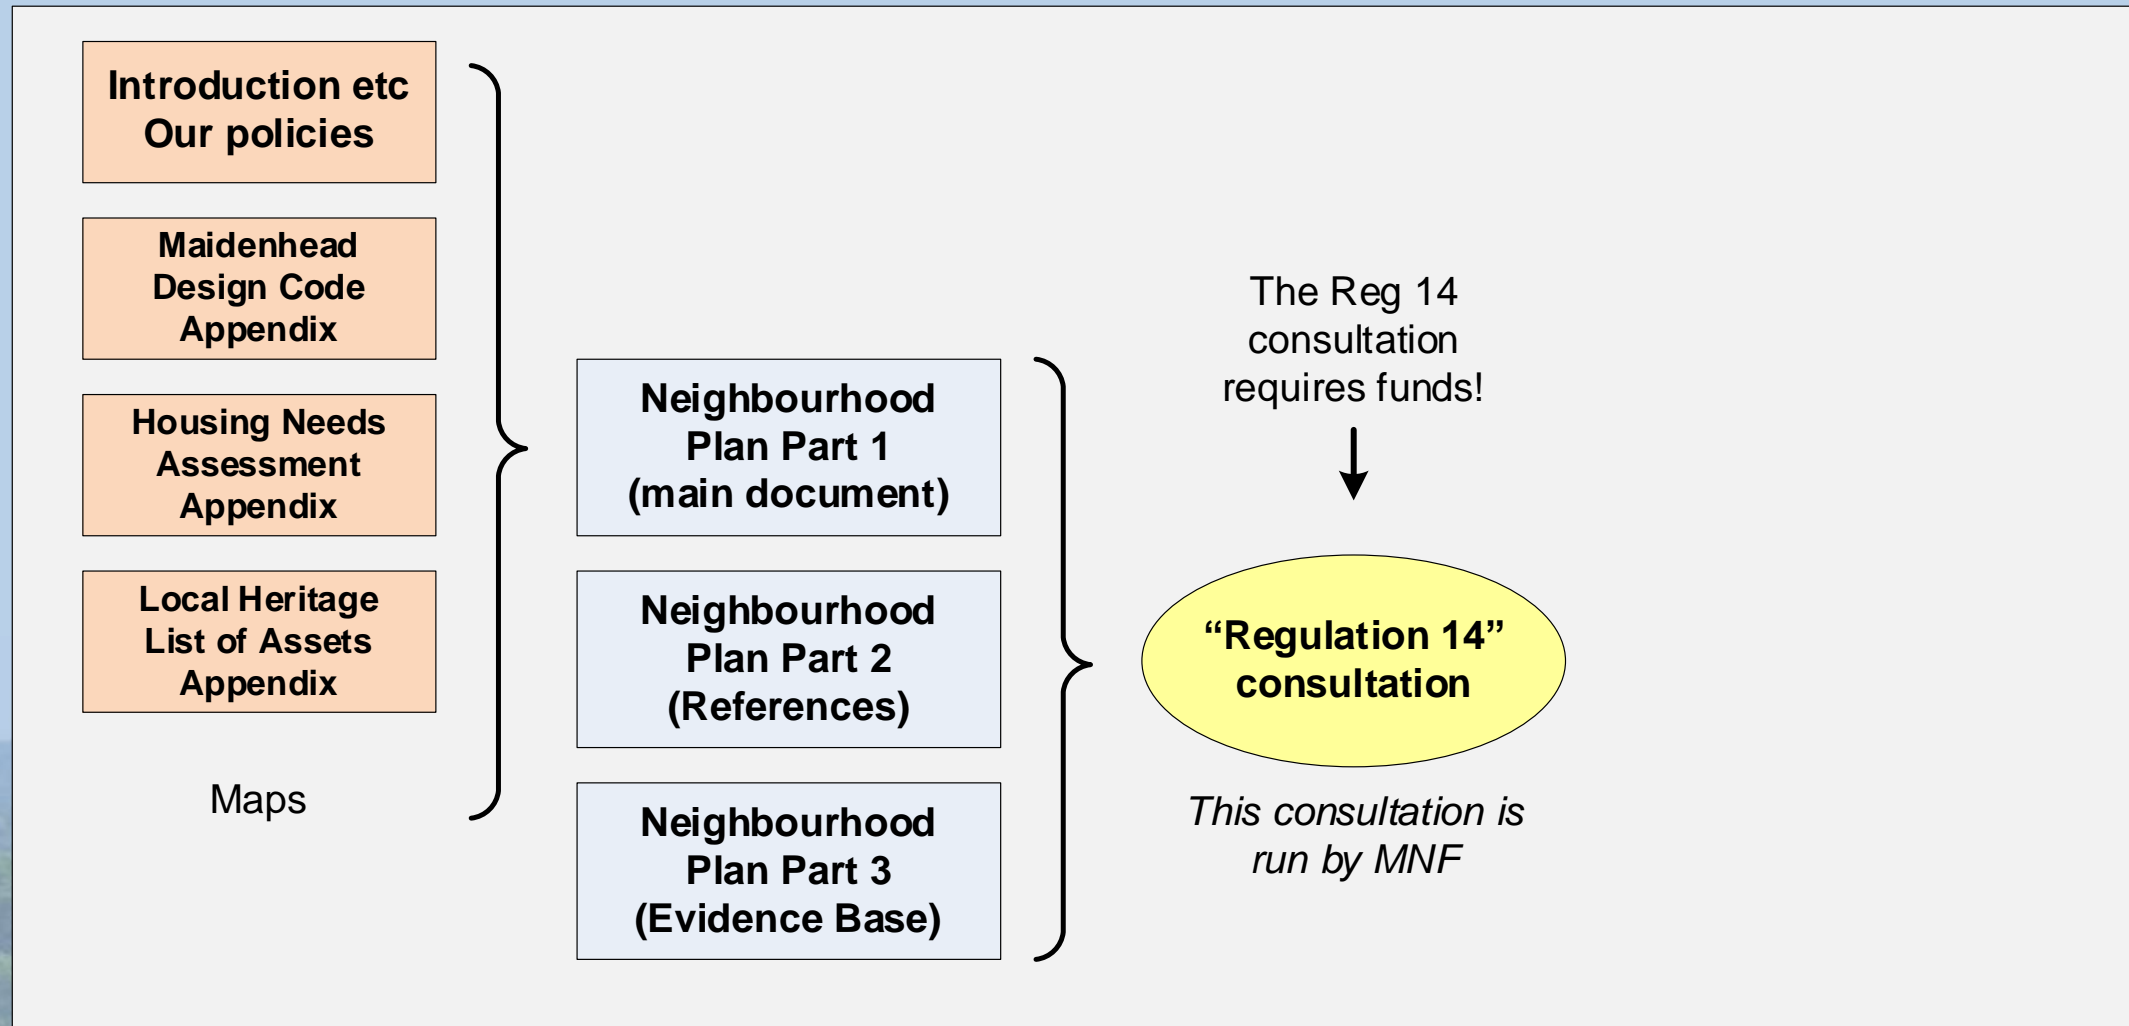 Introduction etc
Our policies
Maidenhead
Design Code
Appendix
Housing Needs
Assessment
Appendix
Local Heritage
List of Assets
Appendix
Maps
Neighbourhood
Plan Part 1
(main document)
Neighbourhood
Plan Part 2
(References)
Neighbourhood
Plan Part 3
(Evidence Base)
The Reg 14
consultation
requires funds!
“Regulation 14”
consultation
This consultation is
run by MNF